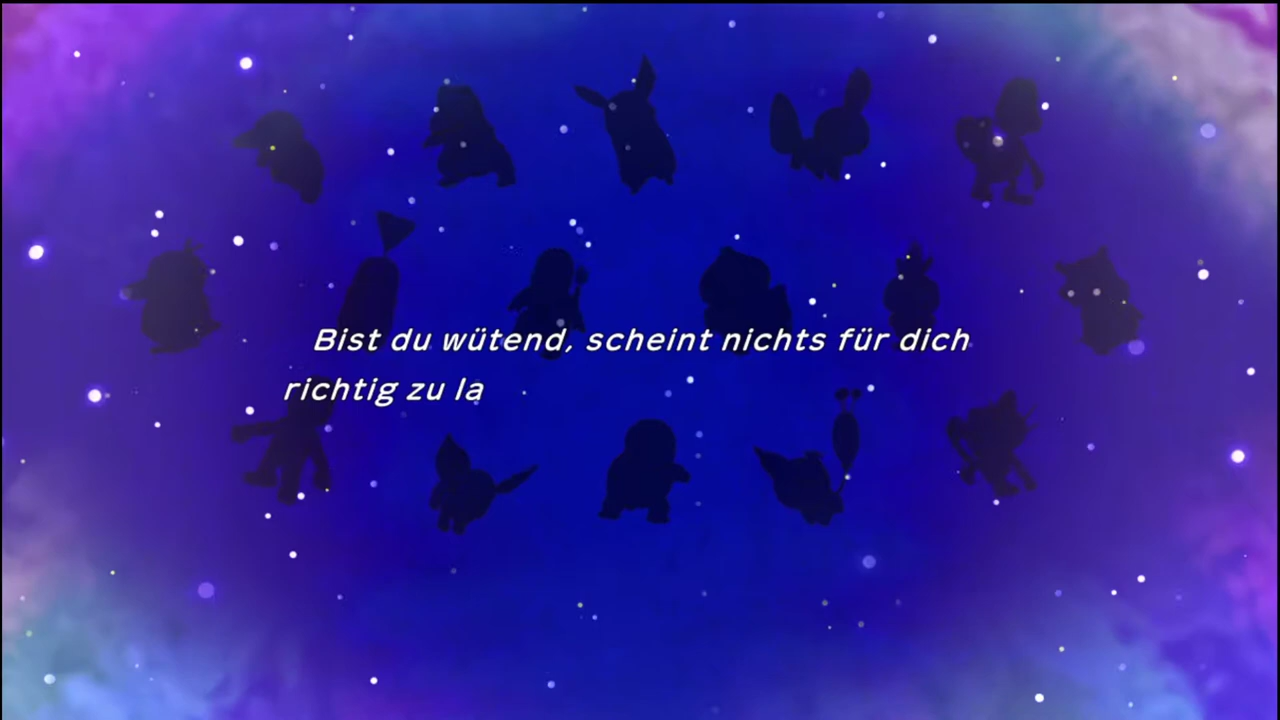 Bist du wütend, scheint nichts für dich
richtig zu la